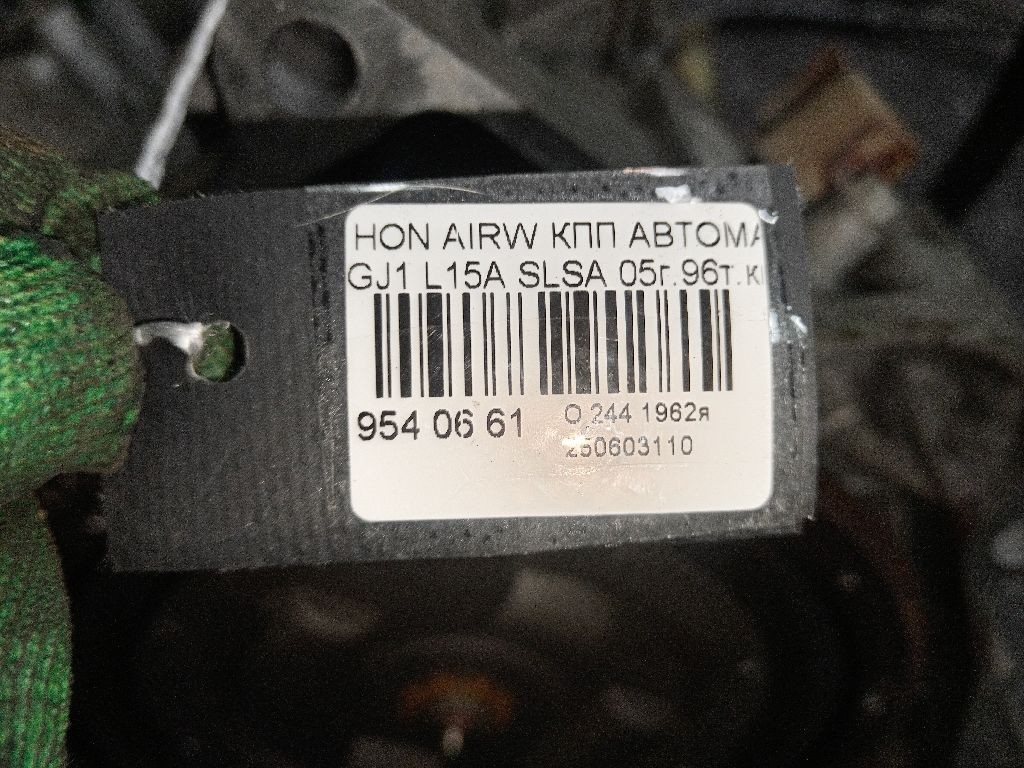 HON AIRW КПП АВТОМА
GJ1 L15A SLSA 05г.96т.к
954 06 61
O 244 1962я
250603110